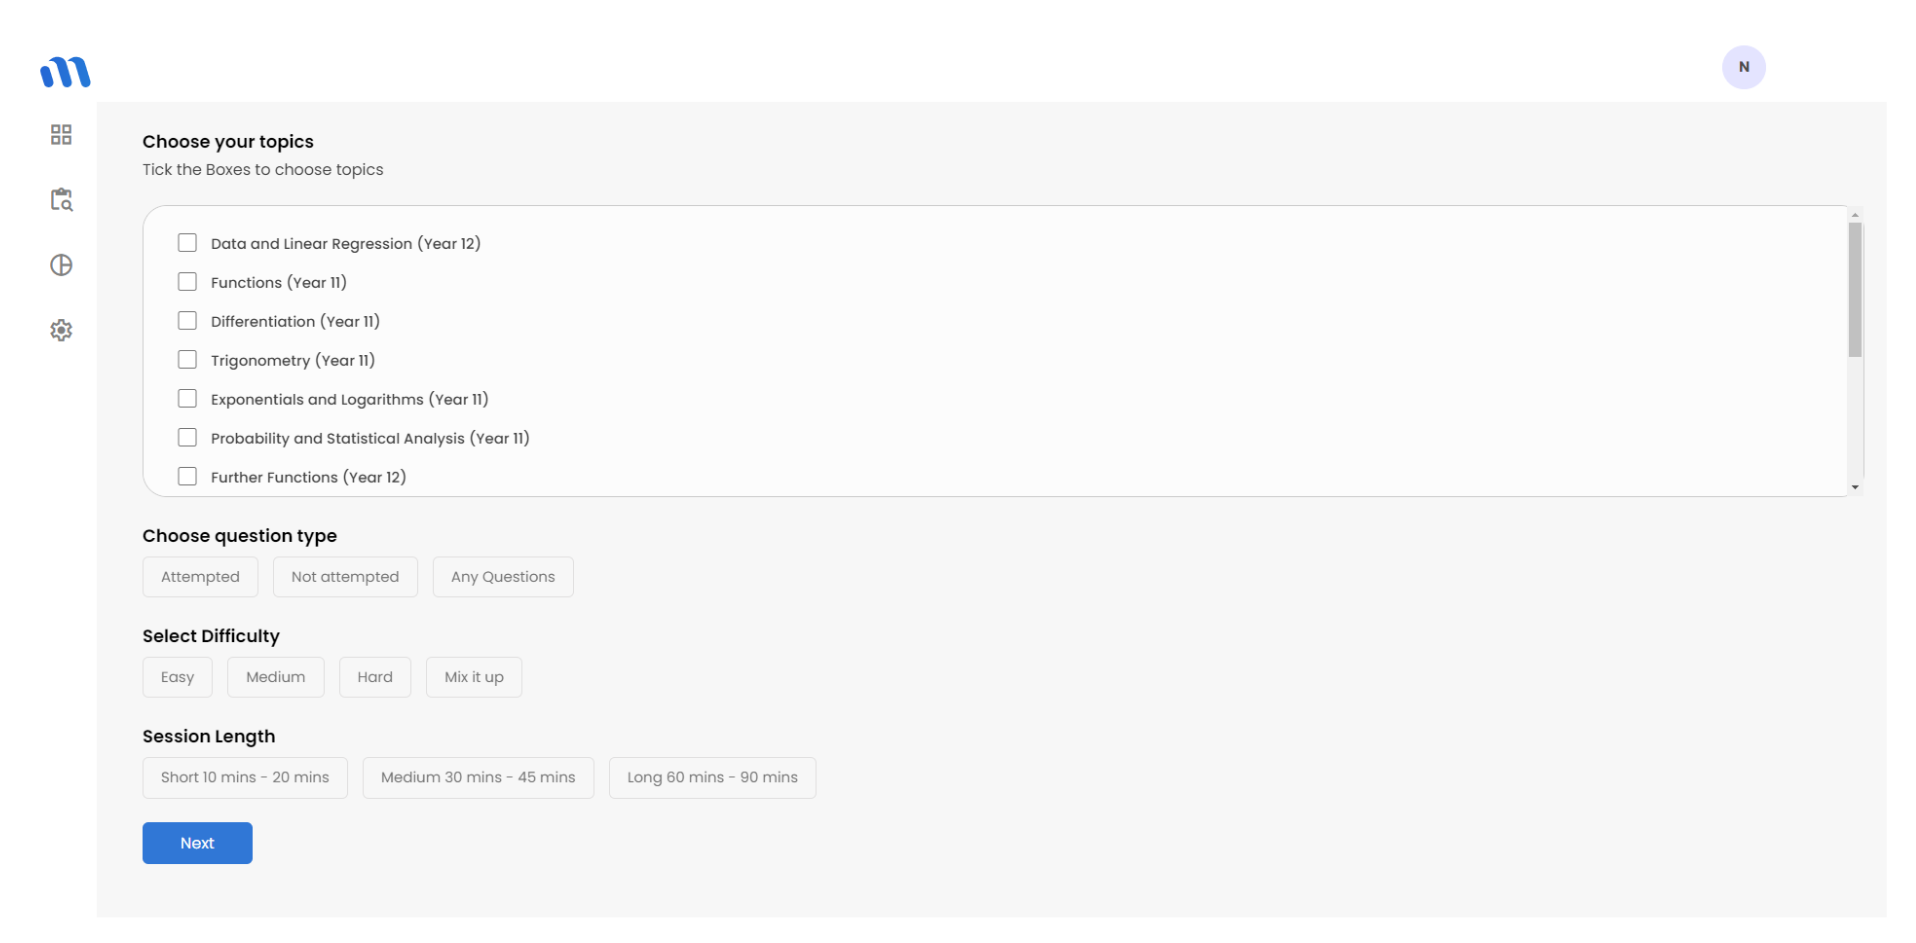 N
Choose your topics
Tick the Boxes to choose topics
Data and Linear Regression (Year 12)
Functions (Year 11)
Differentiation (Year 11)
Trigonometry (Year 11)
Exponentials and Logarithms (Year 11)
Probability and Statistical Analysis (Year 11)
Further Functions (Year 12)
Choose question type
Attempted Not attempted Any Questions
Select Difficulty
Easy Medium Hard Mix it up
Session Length
Short 10 mins - 20 mins Medium 30 mins - 45 mins Long 60 mins - 90 mins
Next